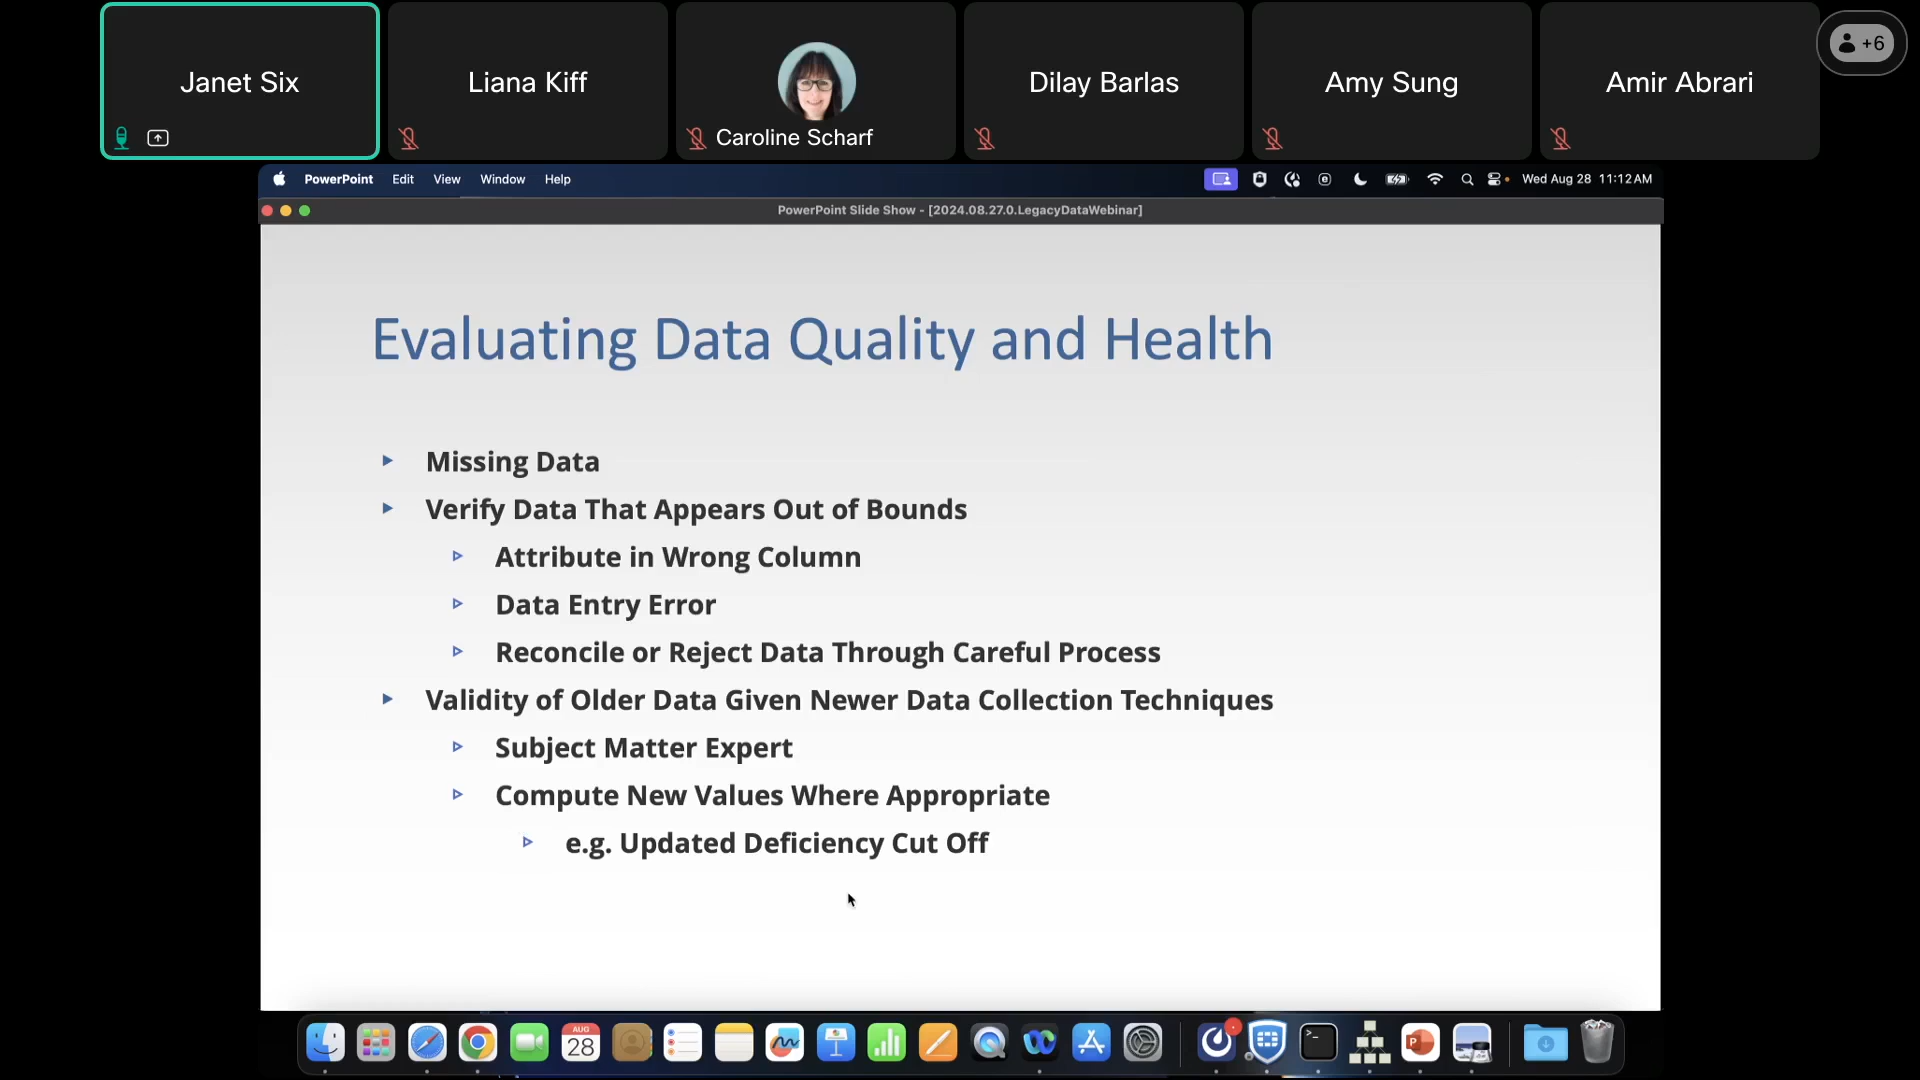 Janet Six
Liana Kiff
Caroline Scharf
Dilay Barlas
Amy Sung
Amir Abrari
+6
PowerPoint Edit View Window Help
Wed Aug 28 11:12 AM
PowerPoint Slide Show - [2024.08.27.0.LegacyDataWebinar]
Evaluating Data Quality and Health
Missing Data
Verify Data That Appears Out of Bounds
Attribute in Wrong Column
Data Entry Error
Reconcile or Reject Data Through Careful Process
Validity of Older Data Given Newer Data Collection Techniques
Subject Matter Expert
Compute New Values Where Appropriate
e.g. Updated Deficiency Cut Off
AUG
28